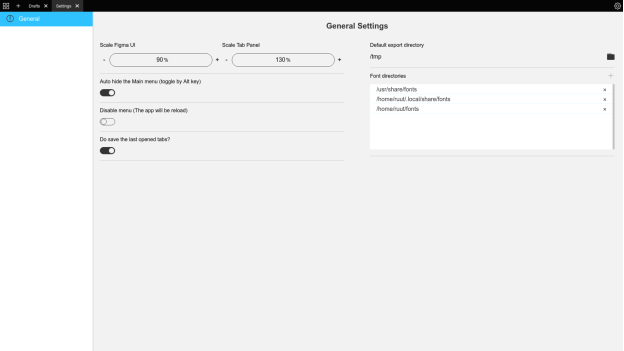 Drafts
Settings
General
General Settings
Scale Figma UI
- 90 % +
Scale Tab Panel
- 130 % +
Auto hide the Main menu (toggle by Alt key)
Disable menu (The app will be reload)
Do save the last opened tabs?
Default export directory
/tmp
Font directories
/usr/share/fonts
/home/ruut/.local/share/fonts
/home/ruut/fonts